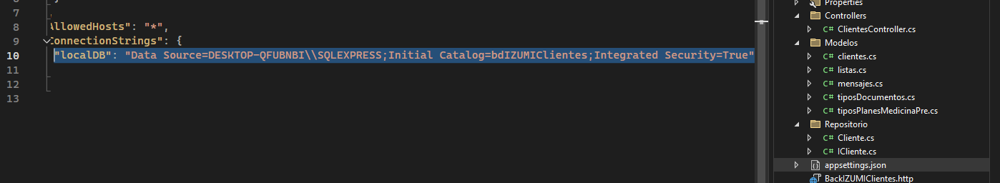 7
8 AllowedHosts": "*",
9 ConnectionStrings": {
10 "localDB": "Data Source=DESKTOP-QFUBNBI\\SQLEXPRESS;Initial Catalog=bdIZUMIClientes;Integrated Security=True"
11
12
13
Properties
Controllers
C# ClientesController.cs
Modelos
C# clientes.cs
C# listas.cs
C# mensajes.cs
C# tiposDocumentos.cs
C# tiposPlanesMedicinaPre.cs
Repositorio
C# Cliente.cs
C# ICliente.cs
appsettings.json
BackIZUMIClientes.http